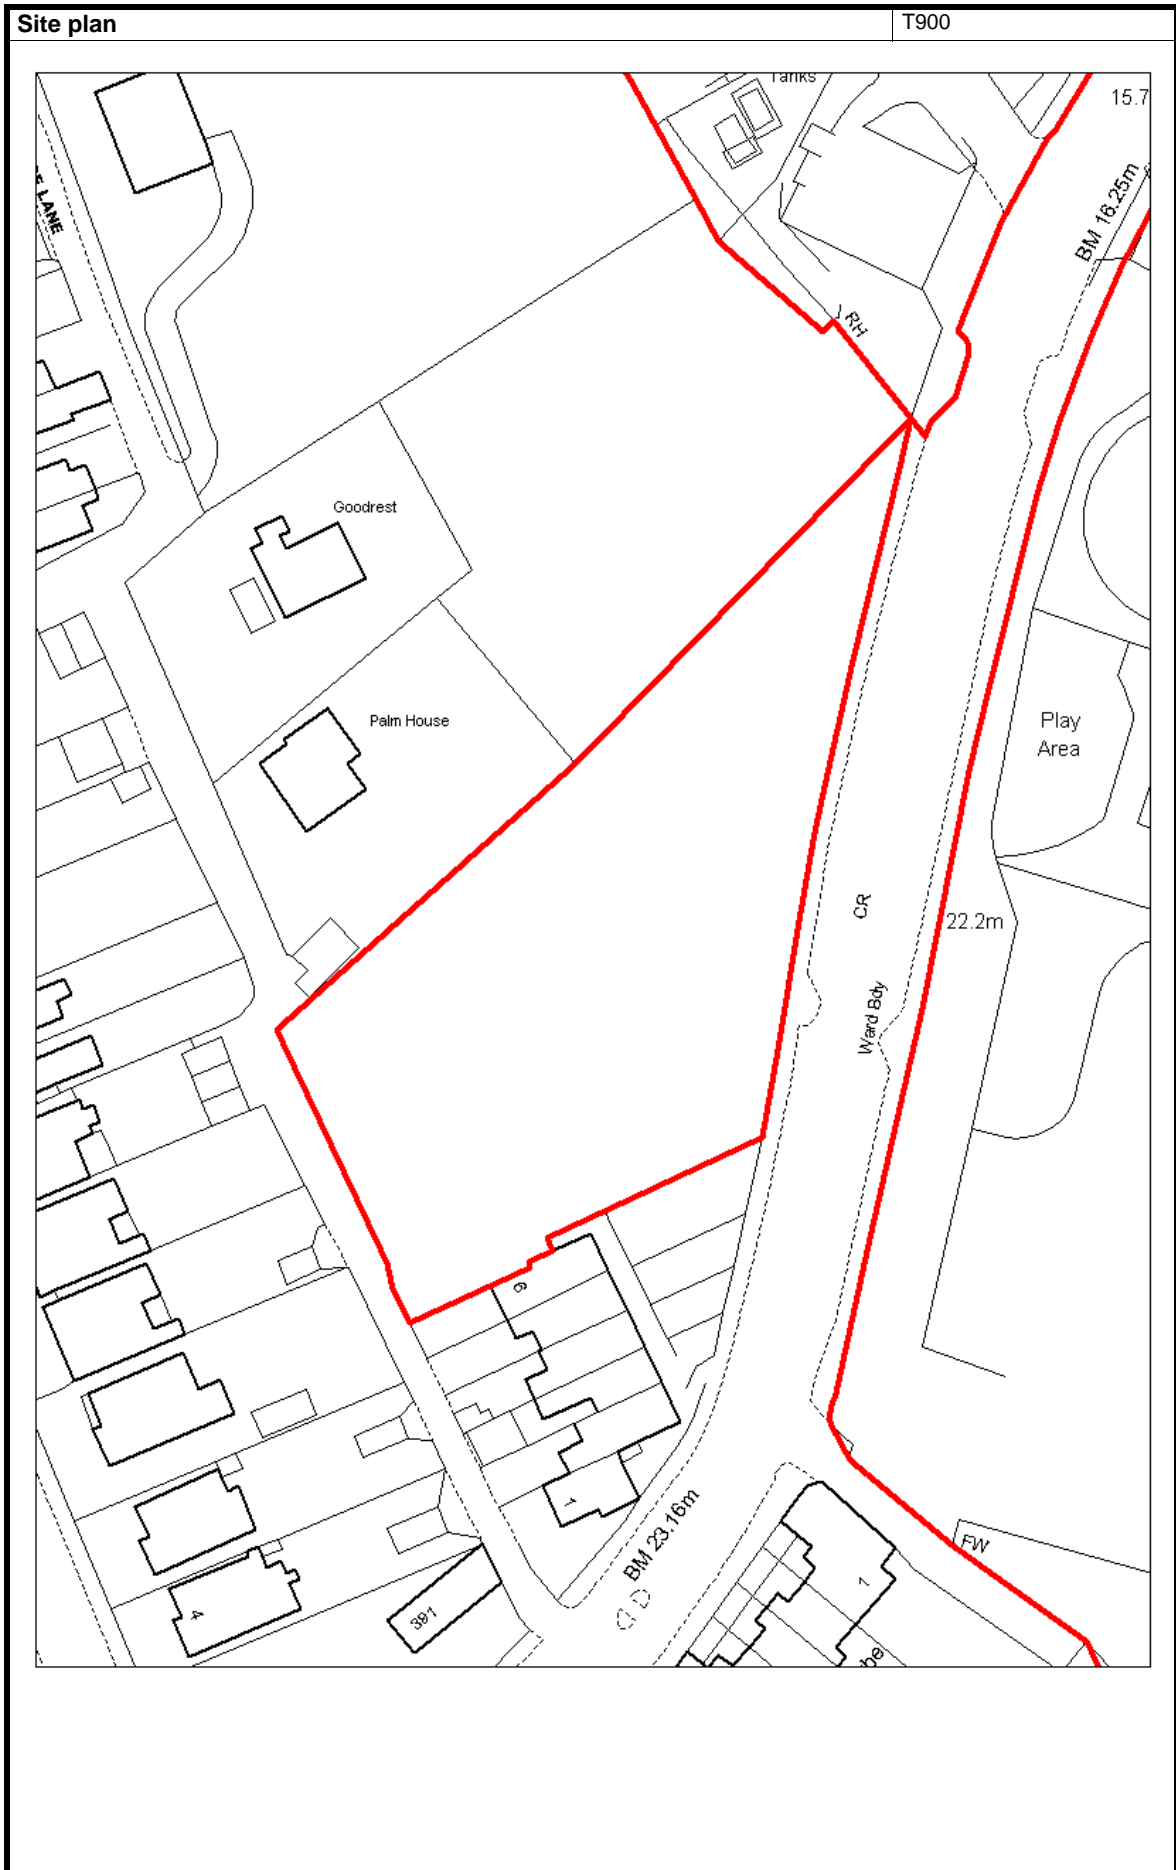 Site plan
T900
Tanks
15.7
LANE
BM 16.25m
RH
Goodrest
Palm House
Play
Area
CR
22.2m
Ward Bdy
6
1
BM 23.16m
FW
1
391
4
be